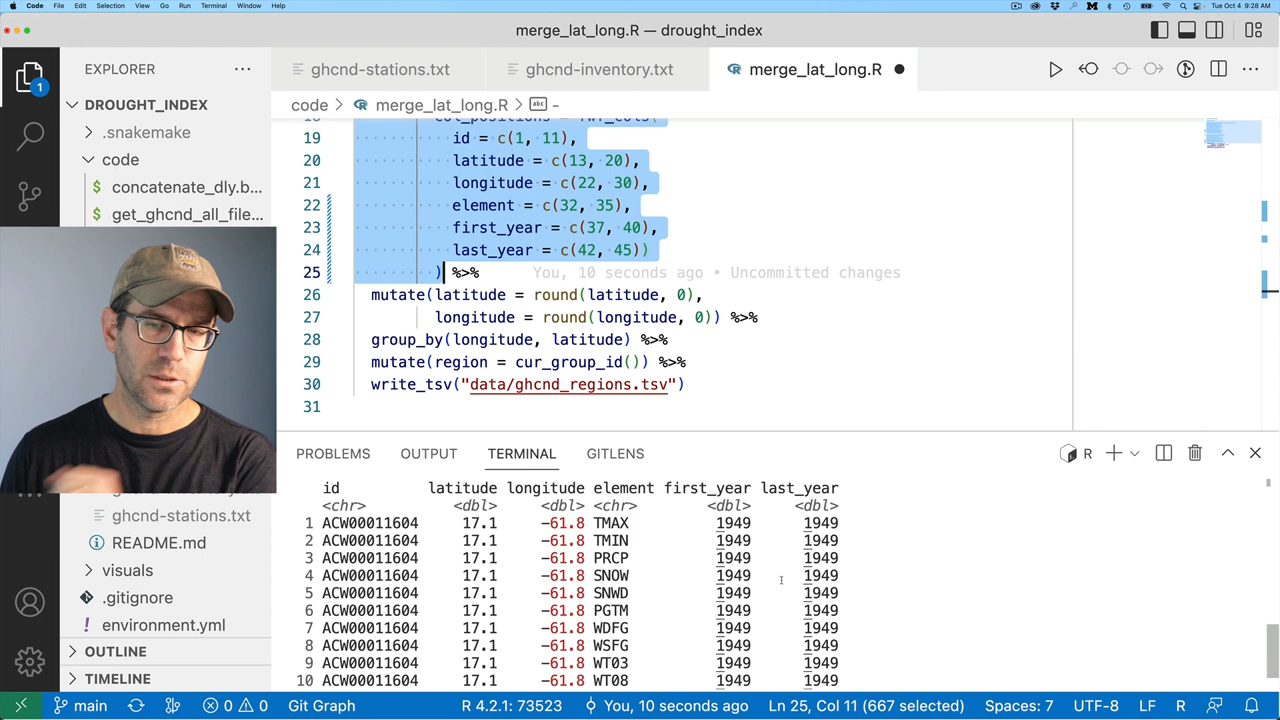 Code File Edit Selection View Go Run Terminal Window Help
Tue Oct 4 9:28 AM
merge_lat_long.R — drought_index
EXPLORER
ghcnd-stations.txt
ghcnd-inventory.txt
merge_lat_long.R
DROUGHT_INDEX
code > merge_lat_long.R > -
.snakemake
code
concatenate_dly.b...
get_ghcnd_all_file...
19 id = c(1, 11),
20 latitude = c(13, 20),
21 longitude = c(22, 30),
22 element = c(32, 35),
23 first_year = c(37, 40),
24 last_year = c(42, 45))
25 ) %>% You, 10 seconds ago • Uncommitted changes
26 mutate(latitude = round(latitude, 0),
27 longitude = round(longitude, 0)) %>%
28 group_by(longitude, latitude) %>%
29 mutate(region = cur_group_id()) %>%
30 write_tsv("data/ghcnd_regions.tsv")
31
PROBLEMS OUTPUT TERMINAL GITLENS
R
id latitude longitude element first_year last_year
<chr> <dbl> <dbl> <chr> <dbl> <dbl>
1 ACW00011604 17.1 -61.8 TMAX 1949 1949
2 ACW00011604 17.1 -61.8 TMIN 1949 1949
3 ACW00011604 17.1 -61.8 PRCP 1949 1949
4 ACW00011604 17.1 -61.8 SNOW 1949 1949
5 ACW00011604 17.1 -61.8 SNWD 1949 1949
6 ACW00011604 17.1 -61.8 PGTM 1949 1949
7 ACW00011604 17.1 -61.8 WDFG 1949 1949
8 ACW00011604 17.1 -61.8 WSFG 1949 1949
9 ACW00011604 17.1 -61.8 WT03 1949 1949
10 ACW00011604 17.1 -61.8 WT08 1949 1949
ghcnd-stations.txt
README.md
visuals
.gitignore
environment.yml
OUTLINE
TIMELINE
main 0 0 Git Graph R 4.2.1: 73523 You, 10 seconds ago Ln 25, Col 11 (667 selected) Spaces: 7 UTF-8 LF R